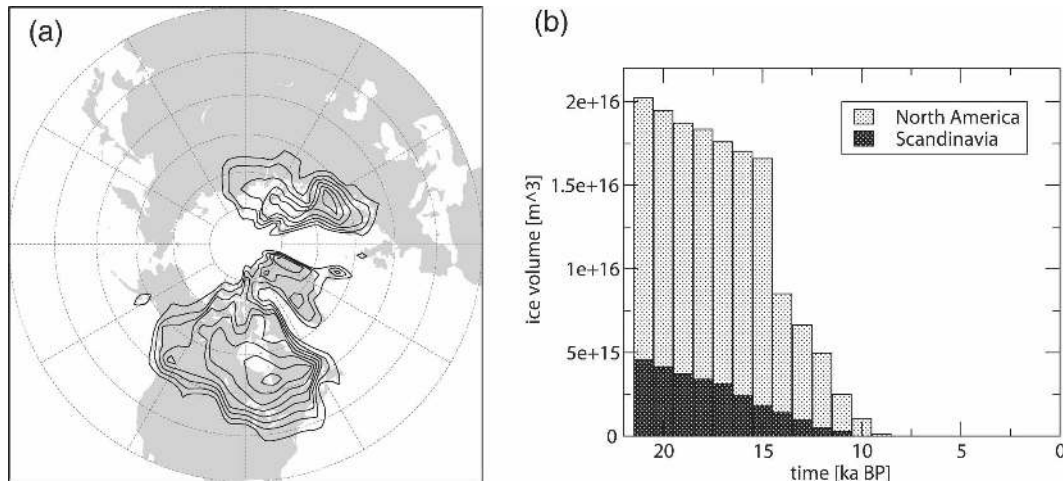 (a)
(b)
ice volume [m^3]
2e+16
1.5e+16
1e+16
5e+15
0
North America
Scandinavia
20 15 10 5 0
time [ka BP]